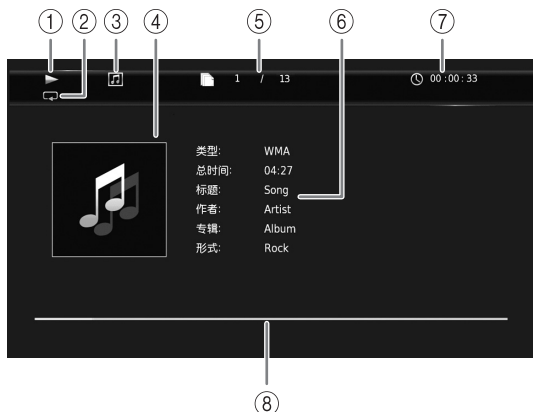 ① ② ③ ④ ⑤ ⑥ ⑦
1 / 13 00:00:33
类型: WMA
总时间: 04:27
标题: Song
作者: Artist
专辑: Album
形式: Rock
⑧